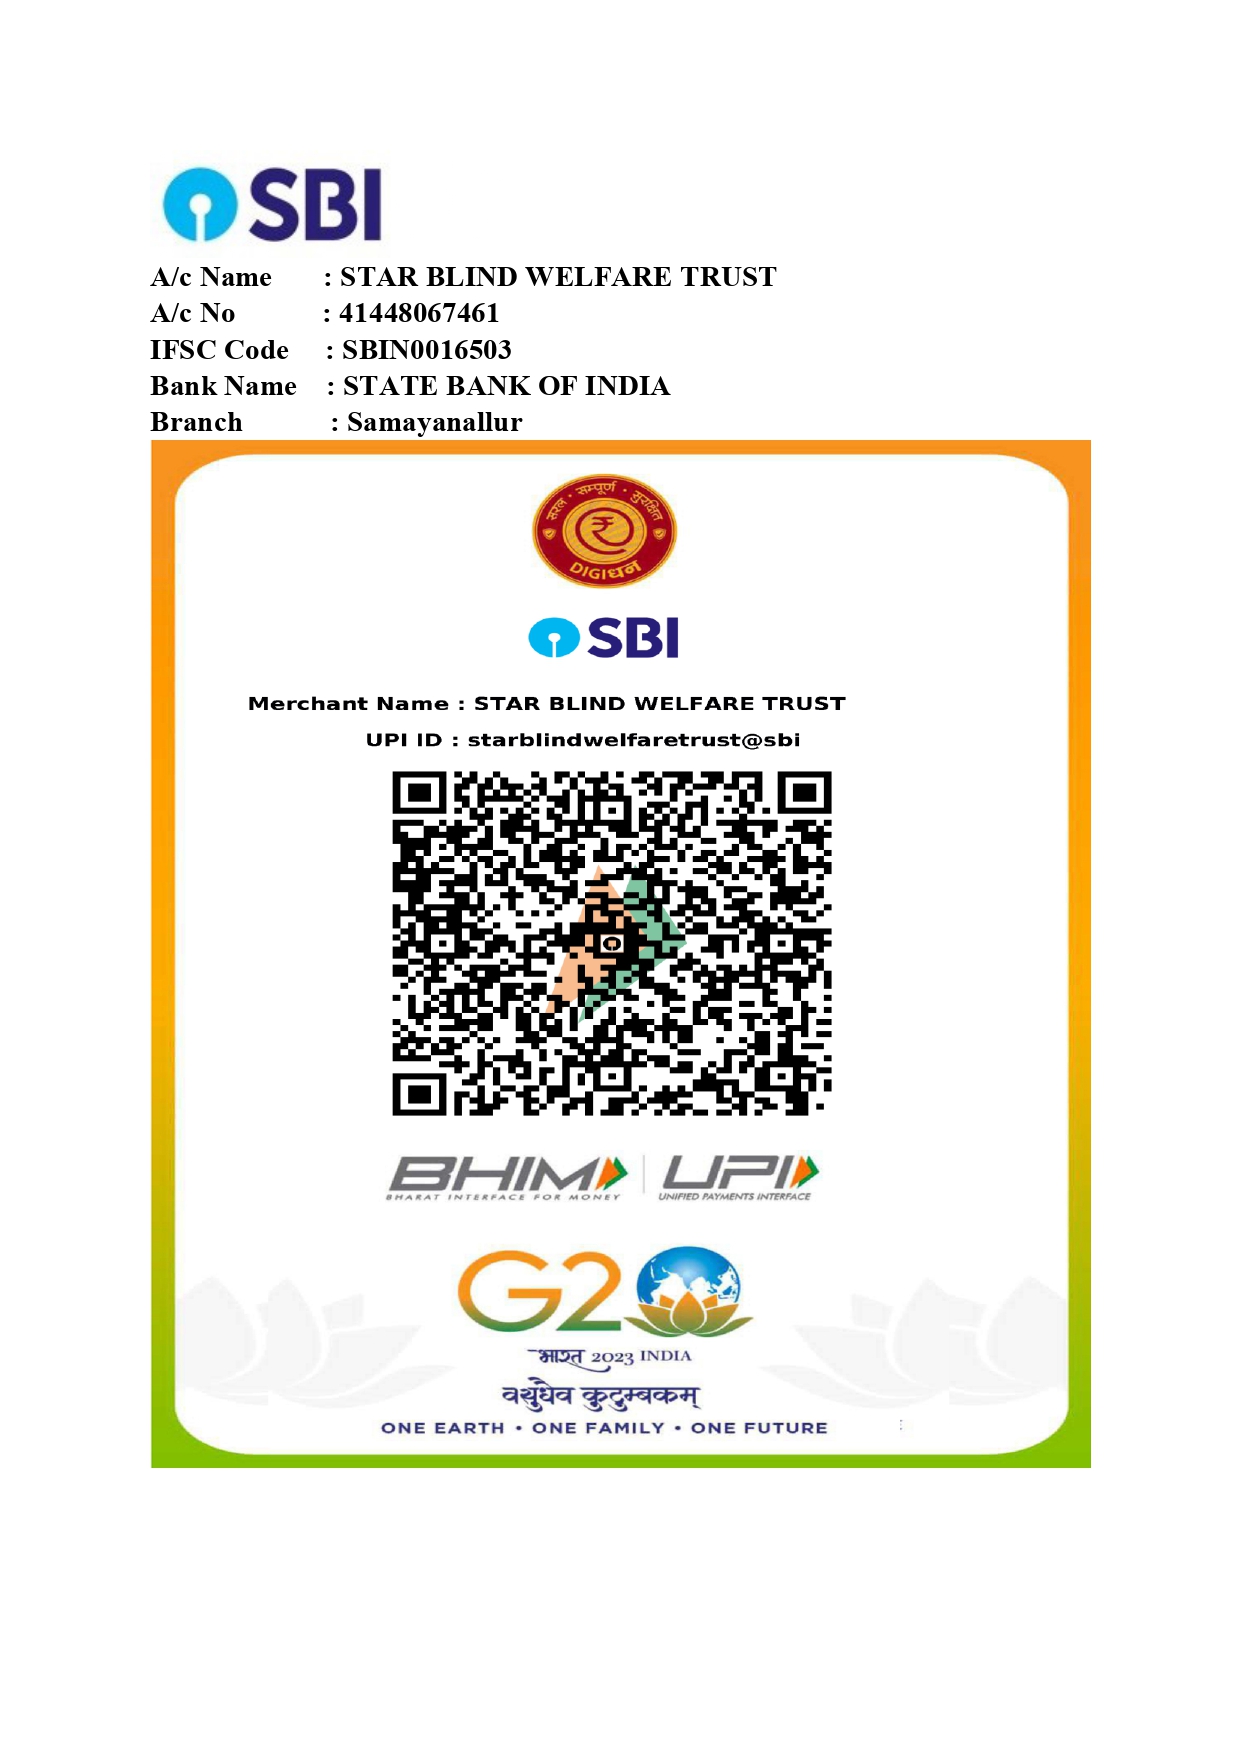 SBI
A/c Name : STAR BLIND WELFARE TRUST
A/c No : 41448067461
IFSC Code : SBIN0016503
Bank Name : STATE BANK OF INDIA
Branch : Samayanallur
सरल • सम्पूर्ण • सुरक्षित
DIGIधन
SBI
Merchant Name : STAR BLIND WELFARE TRUST
UPI ID : starblindwelfaretrust@sbi
BHIM UPI
BHARAT INTERFACE FOR MONEY UNIFIED PAYMENTS INTERFACE
G20
भारत 2023 INDIA
वसुधैव कुटुम्बकम्
ONE EARTH • ONE FAMILY • ONE FUTURE